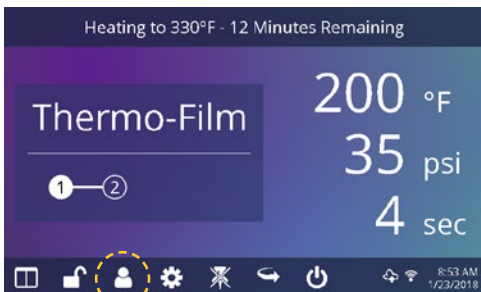 Heating to 330°F - 12 Minutes Remaining
Thermo-Film
1 2
200 °F
35 psi
4 sec
8:53 AM
1/23/2018